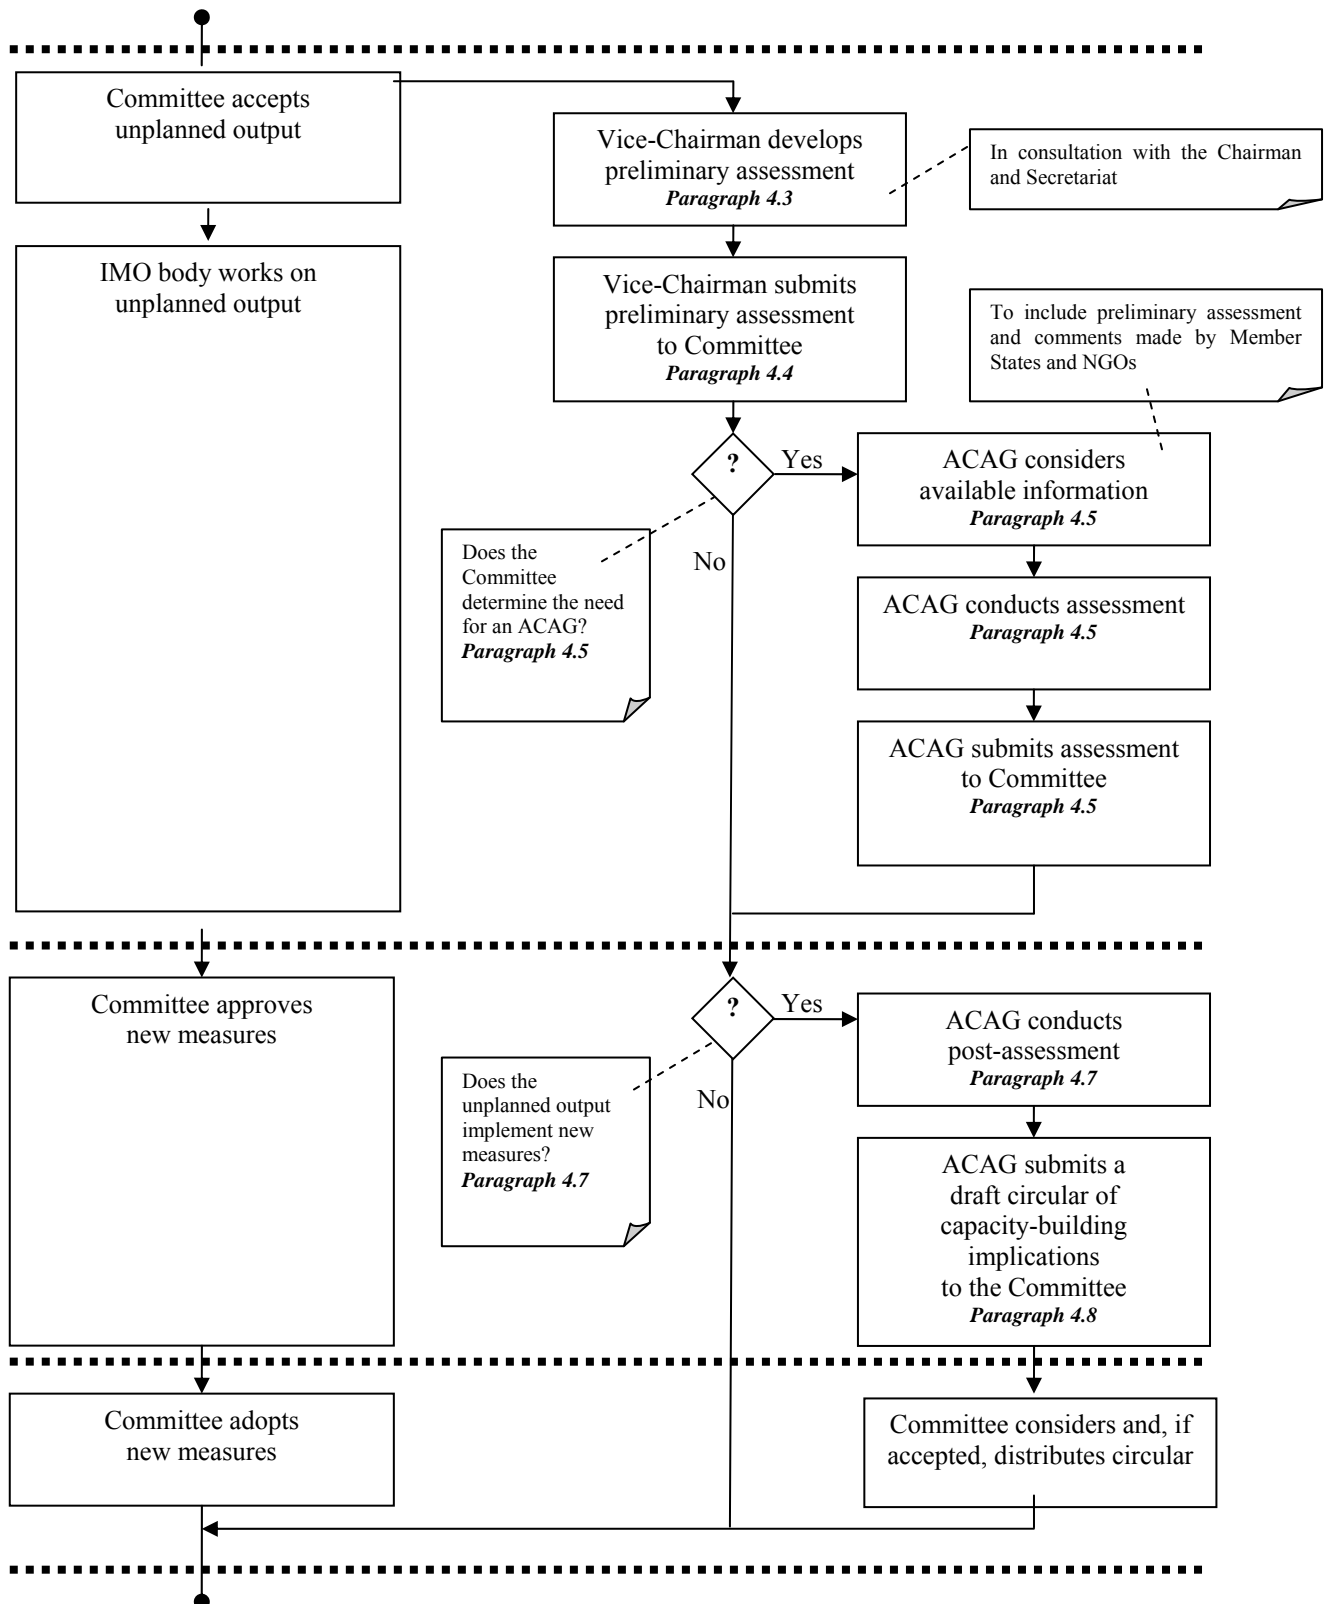 Committee accepts
unplanned output
Vice-Chairman develops
preliminary assessment
Paragraph 4.3
In consultation with the Chairman
and Secretariat
IMO body works on
unplanned output
Vice-Chairman submits
preliminary assessment
to Committee
Paragraph 4.4
To include preliminary assessment
and comments made by Member
States and NGOs
?
Yes
No
Does the
Committee
determine the need
for an ACAG?
Paragraph 4.5
ACAG considers
available information
Paragraph 4.5
ACAG conducts assessment
Paragraph 4.5
ACAG submits assessment
to Committee
Paragraph 4.5
Committee approves
new measures
?
Yes
No
Does the
unplanned output
implement new
measures?
Paragraph 4.7
ACAG conducts
post-assessment
Paragraph 4.7
ACAG submits a
draft circular of
capacity-building
implications
to the Committee
Paragraph 4.8
Committee adopts
new measures
Committee considers and, if
accepted, distributes circular